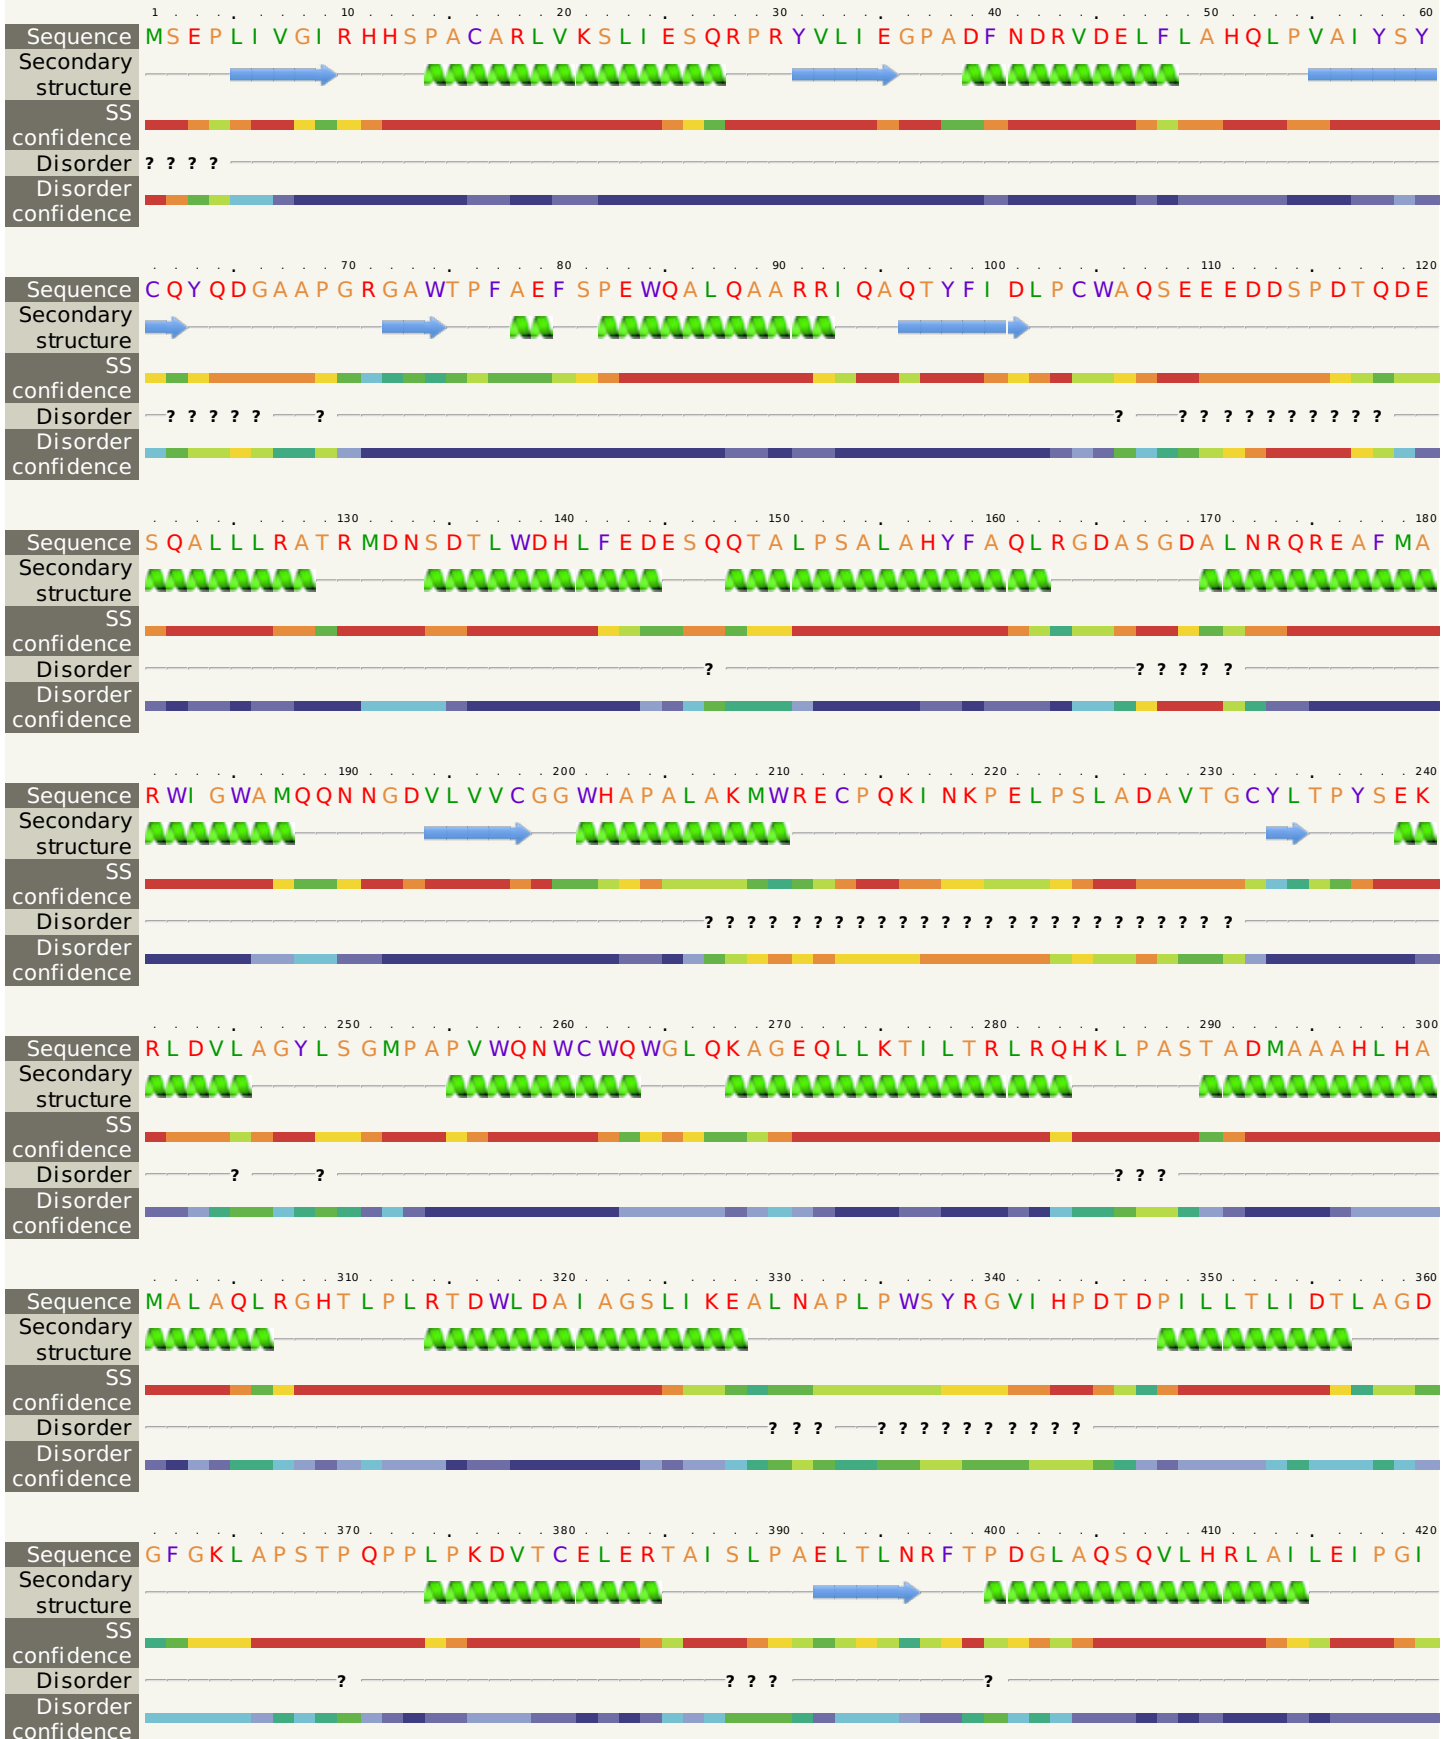 1 10 20 30 40 50 60
Sequence MSEPLIVGIRHHSPACARLVKSLIESQRPRYVLIEGPADFNDRVDELFLAHQLPVAIYSY
Secondary
structure
SS
confidence
Disorder ? ? ? ?
Disorder
confidence
70 80 90 100 110 120
Sequence CQYQDGAAPGRGAWTPFAEFSPEWQALQAARRIQAQTYFIDLPCWAQSEEEDDSPDTQDE
Secondary
structure
SS
confidence
Disorder ? ? ? ? ? ? ? ? ? ? ? ? ? ? ? ? ?
Disorder
confidence
130 140 150 160 170 180
Sequence SQALLLRATRMDNSDTLWDHLFEDESQQTALPSALAHYFAQLRGDASGDALNRQREAFMA
Secondary
structure
SS
confidence
Disorder ? ? ? ? ? ?
Disorder
confidence
190 200 210 220 230 240
Sequence RWIGWAMQQNNGDVLVVCGGWHAPALAKMWRECPQKINKPELPSLADAVTGCYLTPYSEK
Secondary
structure
SS
confidence
Disorder ? ? ? ? ? ? ? ? ? ? ? ? ? ? ? ? ? ? ? ? ? ? ? ? ?
Disorder
confidence
250 260 270 280 290 300
Sequence RLDVLAGYLSGMPAPVWQNWCWQWGLQKAGEQLLKTILTRLRQHKLPASTADMAAAHLHA
Secondary
structure
SS
confidence
Disorder ? ? ? ? ?
Disorder
confidence
310 320 330 340 350 360
Sequence MALAQLRGHTLPLRTDWLDAIAGSLIKEALNAPLPWSYRGVIHPDTDPILLTLIDTLAGD
Secondary
structure
SS
confidence
Disorder ? ? ? ? ? ? ? ? ? ? ? ? ?
Disorder
confidence
370 380 390 400 410 420
Sequence GFGKLAPSTPQPPLPKDVTCELERTAISLPAELTLNRFTPDGLAQSQVLHRLAILEIPGI
Secondary
structure
SS
confidence
Disorder ? ? ? ? ?
Disorder
confidence